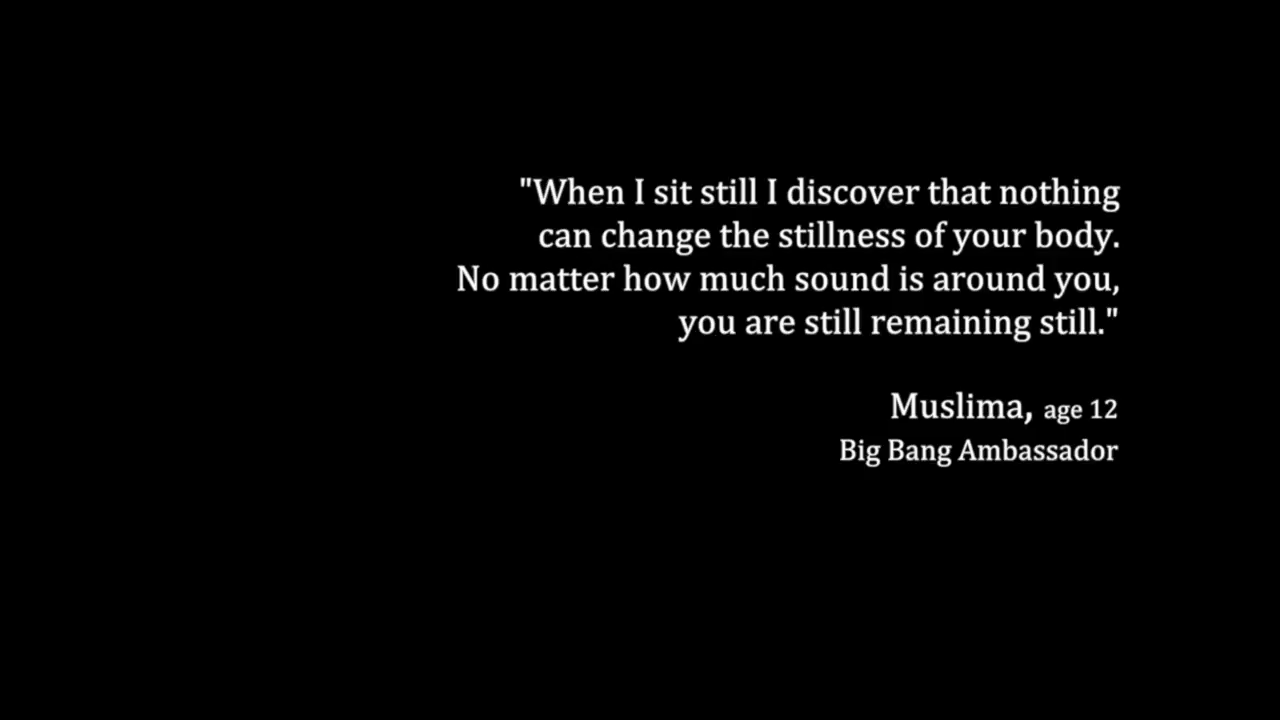 "When I sit still I discover that nothing
can change the stillness of your body.
No matter how much sound is around you,
you are still remaining still."
Muslima, age 12
Big Bang Ambassador